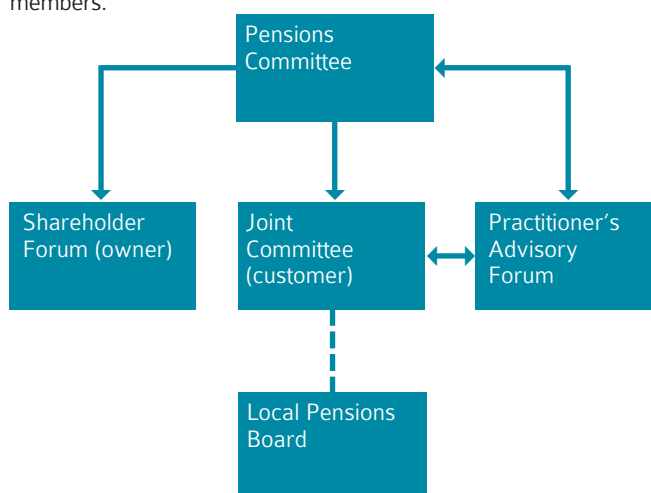 members.
Pensions
Committee
Shareholder
Forum (owner)
Joint
Committee
(customer)
Practitioner’s
Advisory
Forum
Local Pensions
Board